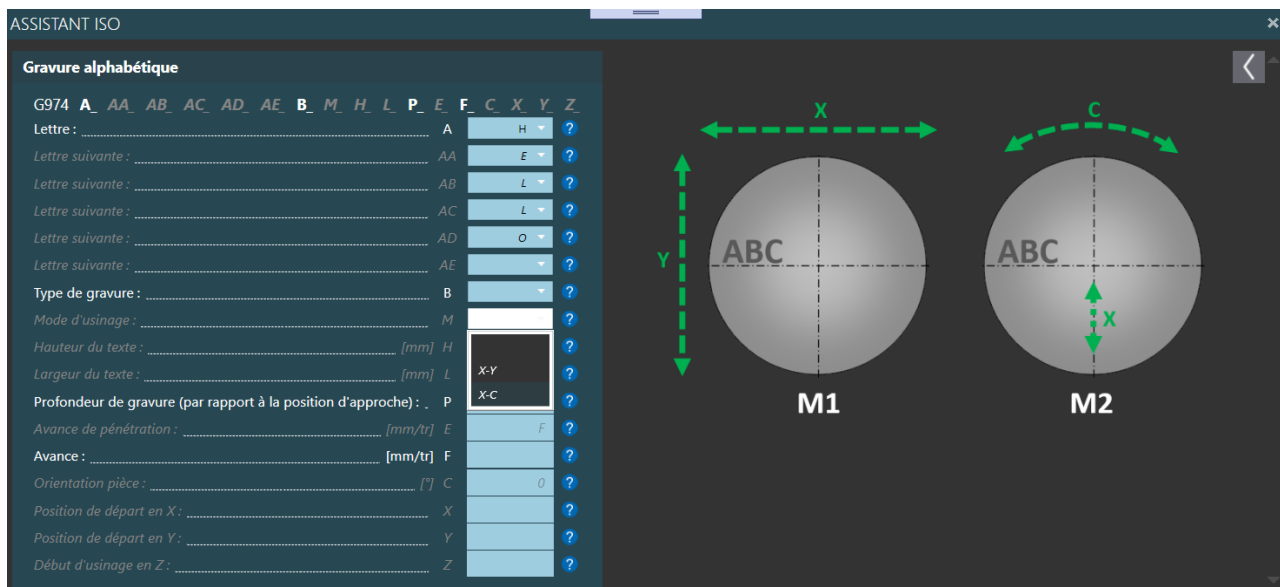 ASSISTANT ISO ×
Gravure alphabétique
G974 A_ AA_ AB_ AC_ AD_ AE_ B_ M_ H_ L_ P_ E_ F_ C_ X_ Y_ Z_
Lettre : A H ?
Lettre suivante : AA E ?
Lettre suivante : AB L ?
Lettre suivante : AC L ?
Lettre suivante : AD O ?
Lettre suivante : AE ?
Type de gravure : B ?
Mode d'usinage : M ?
Hauteur du texte : [mm] H ?
X-Y
Largeur du texte : [mm] L ?
X-C
Profondeur de gravure (par rapport à la position d'approche) : P ?
Avance de pénétration : [mm/tr] E F ?
Avance : [mm/tr] F ?
Orientation pièce : [°] C 0 ?
Position de départ en X : X ?
Position de départ en Y : Y ?
Début d'usinage en Z : Z ?
X
Y
ABC
M1
C
ABC
X
M2